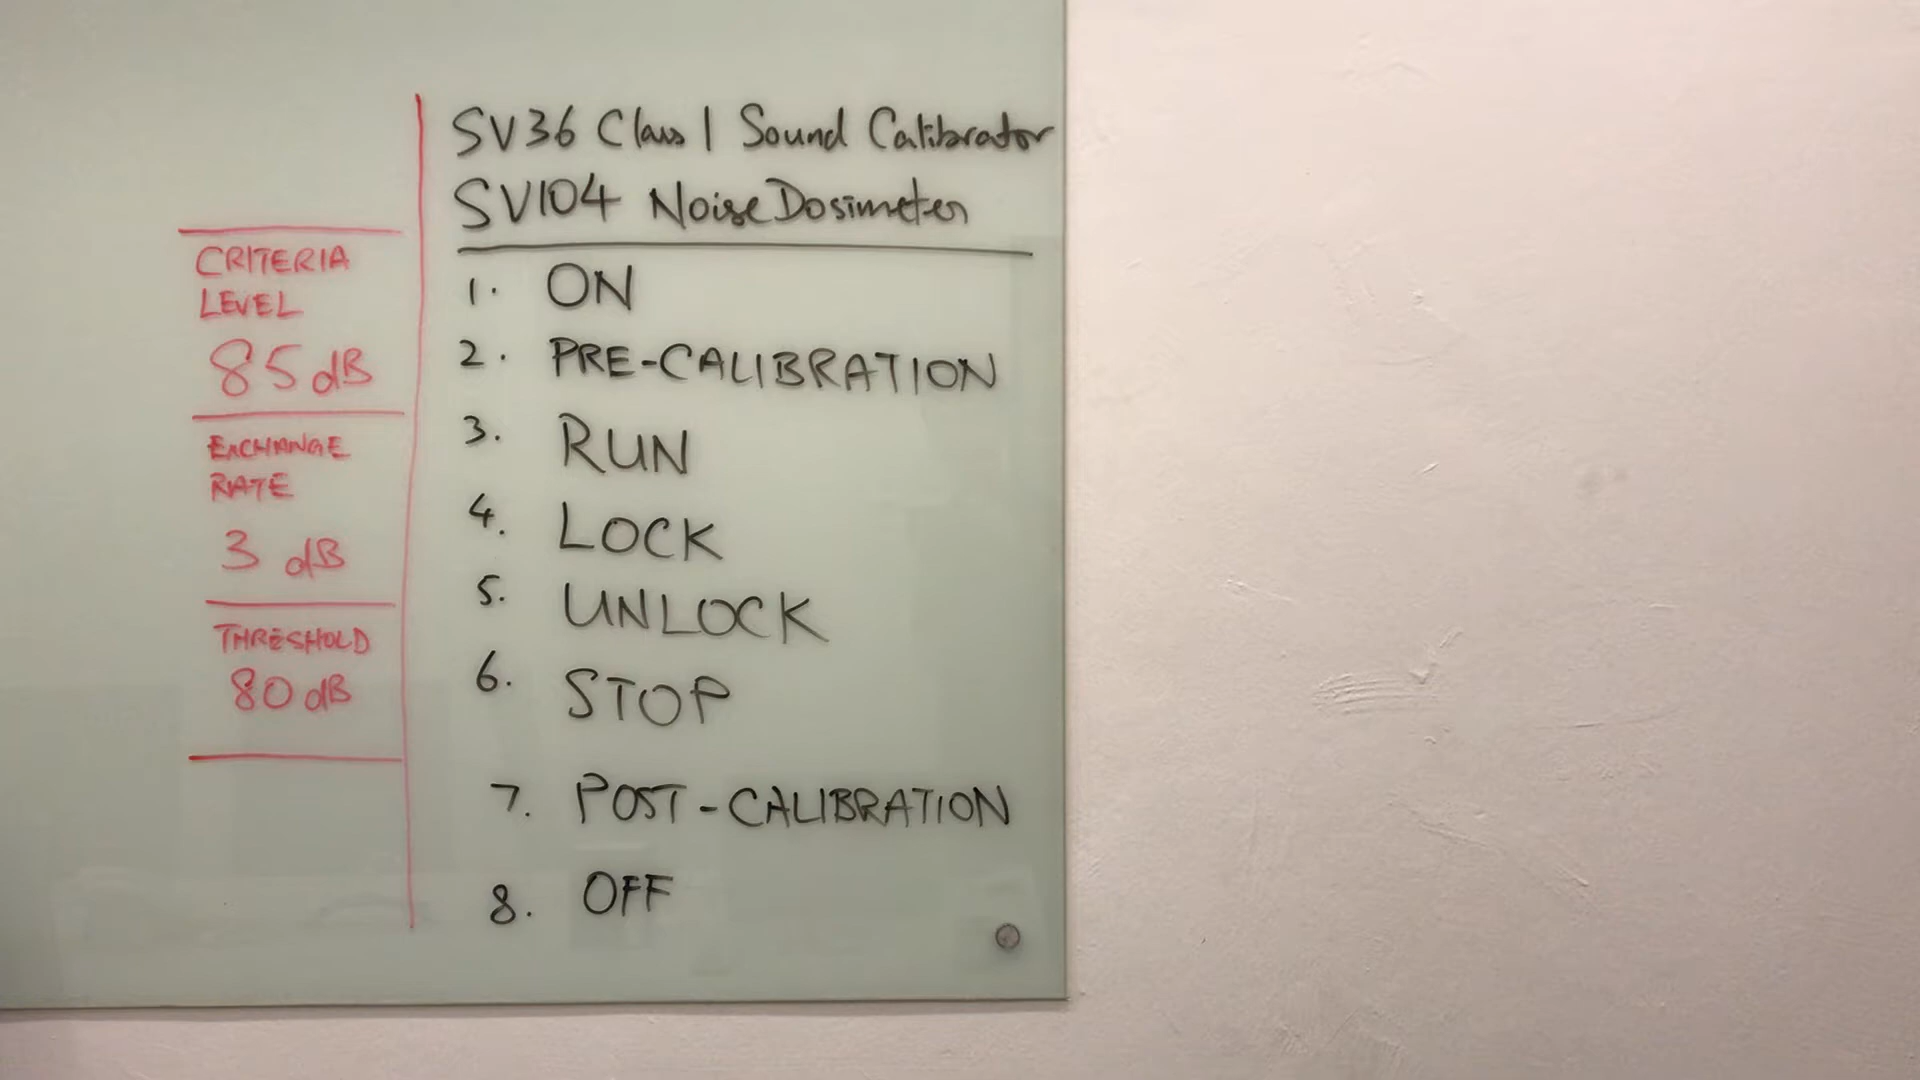 SV36 Class 1 Sound Calibrator
SV104 Noise Dosimeter
CRITERIA
LEVEL
85 dB
EXCHANGE
RATE
3 dB
THRESHOLD
80 dB
1. ON
2. PRE-CALIBRATION
3. RUN
4. LOCK
5. UNLOCK
6. STOP
7. POST-CALIBRATION
8. OFF